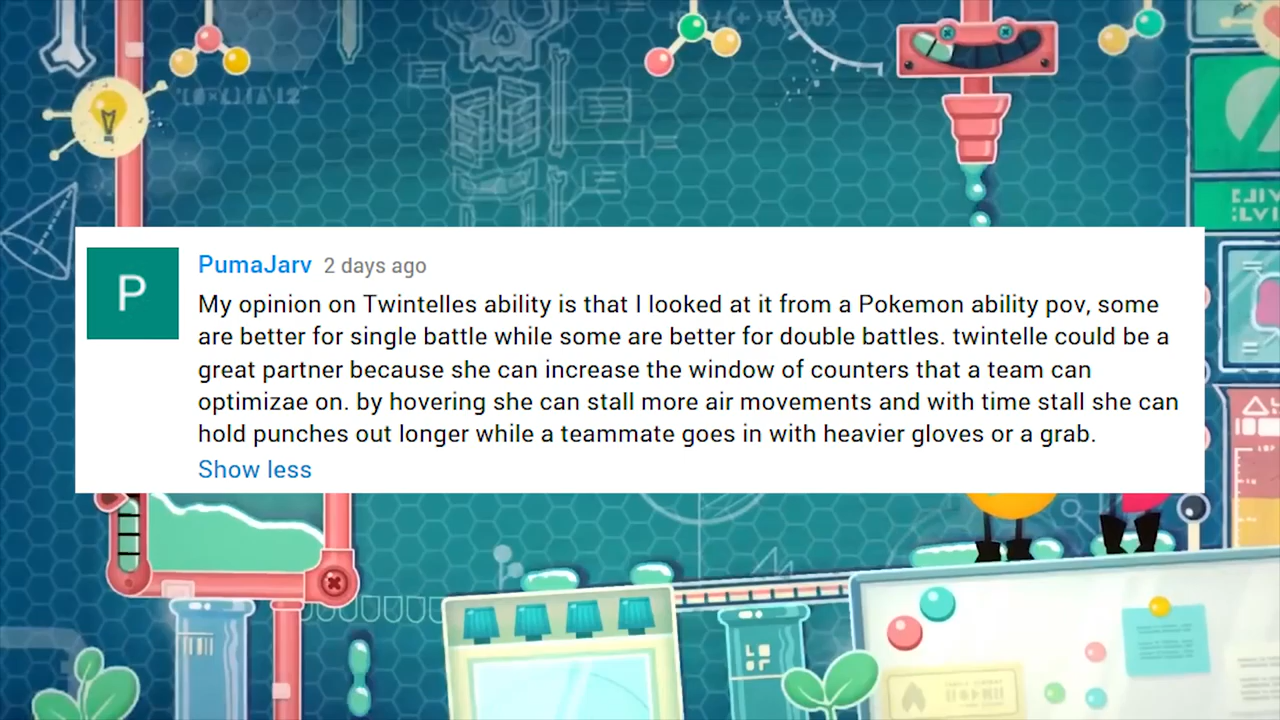 P
PumaJarv 2 days ago
My opinion on Twintelles ability is that I looked at it from a Pokemon ability pov, some
are better for single battle while some are better for double battles. twintelle could be a
great partner because she can increase the window of counters that a team can
optimizae on. by hovering she can stall more air movements and with time stall she can
hold punches out longer while a teammate goes in with heavier gloves or a grab.
Show less